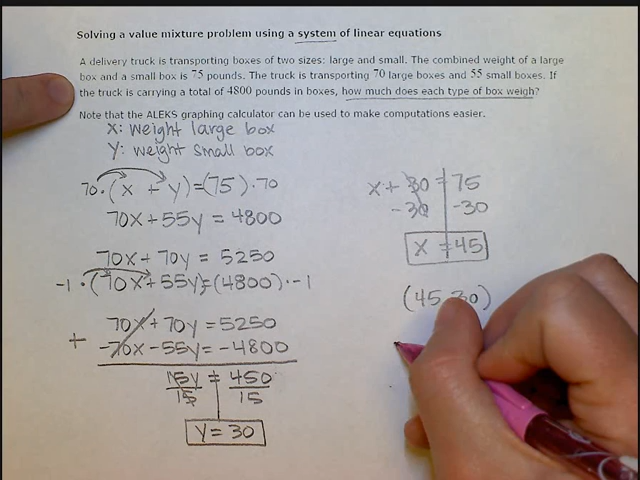 Solving a value mixture problem using a system of linear equations
A delivery truck is transporting boxes of two sizes: large and small. The combined weight of a large
box and a small box is 75 pounds. The truck is transporting 70 large boxes and 55 small boxes. If
the truck is carrying a total of 4800 pounds in boxes, how much does each type of box weigh?
Note that the ALEKS graphing calculator can be used to make computations easier.
X: weight large box
Y: weight small box
70·(x + y)=(75)·70
70x+55y = 4800
70x+70y = 5250
-1·(70x+55y)=(4800)·-1
70x+70y = 5250
+ -70x-55y=-4800
15y = 450
15 15
y = 30
x+30=75
-30 -30
x = 45
(45,30)